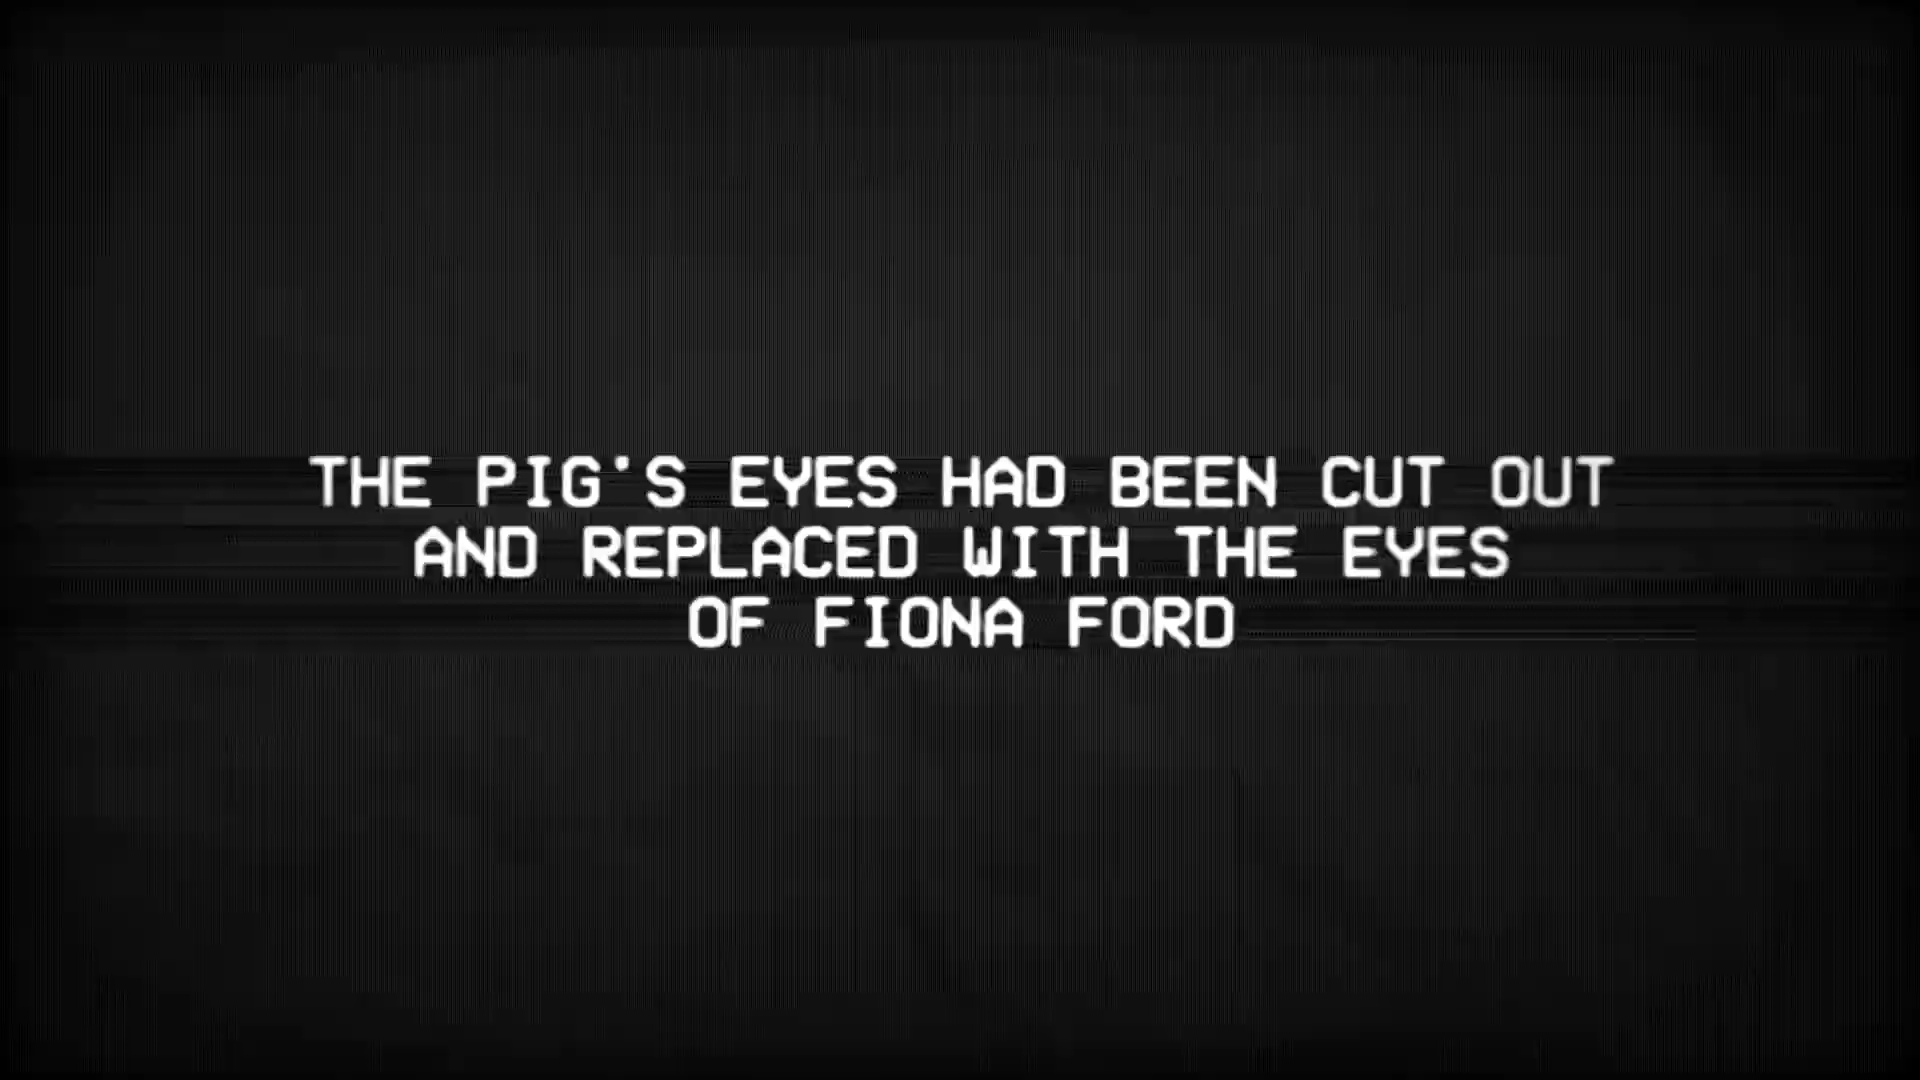 THE PIG'S EYES HAD BEEN CUT OUT
AND REPLACED WITH THE EYES
OF FIONA FORD